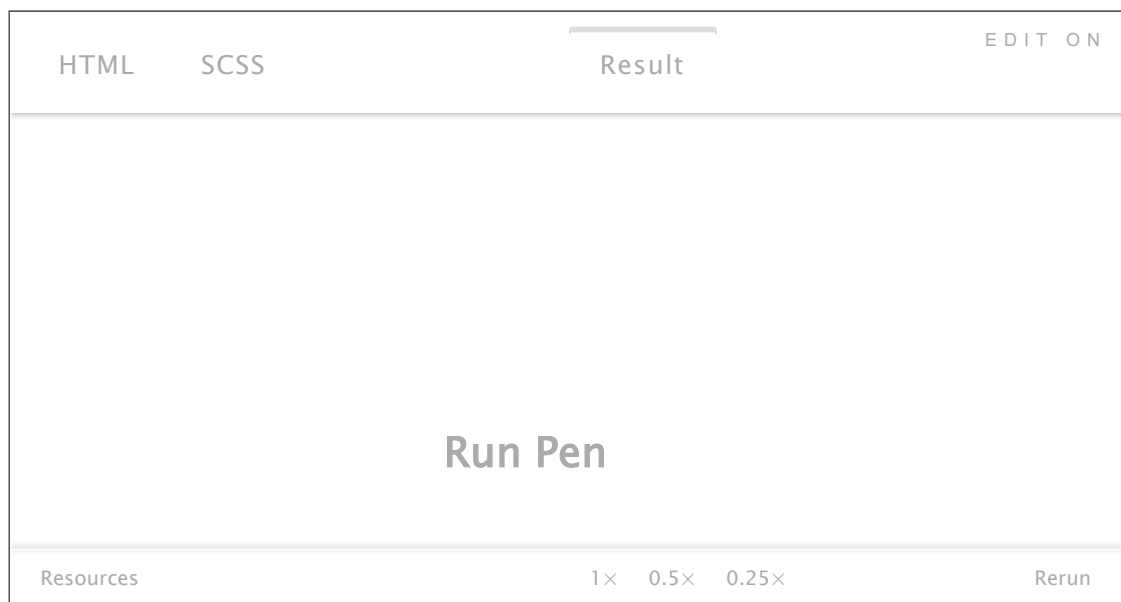 EDIT ON
HTML SCSS Result
Run Pen
Resources 1× 0.5× 0.25× Rerun